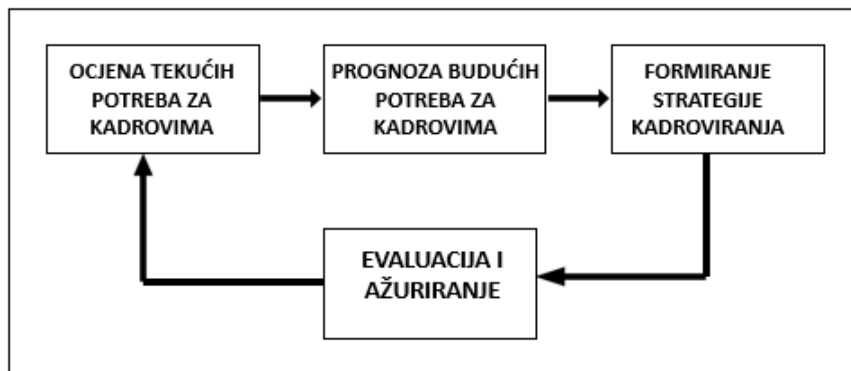 OCJENA TEKUĆIH
POTREBA ZA
KADROVIMA
PROGNOZA BUDUĆIH
POTREBA ZA
KADROVIMA
FORMIRANJE
STRATEGIJE
KADROVIRANJA
EVALUACIJA I
AŽURIRANJE